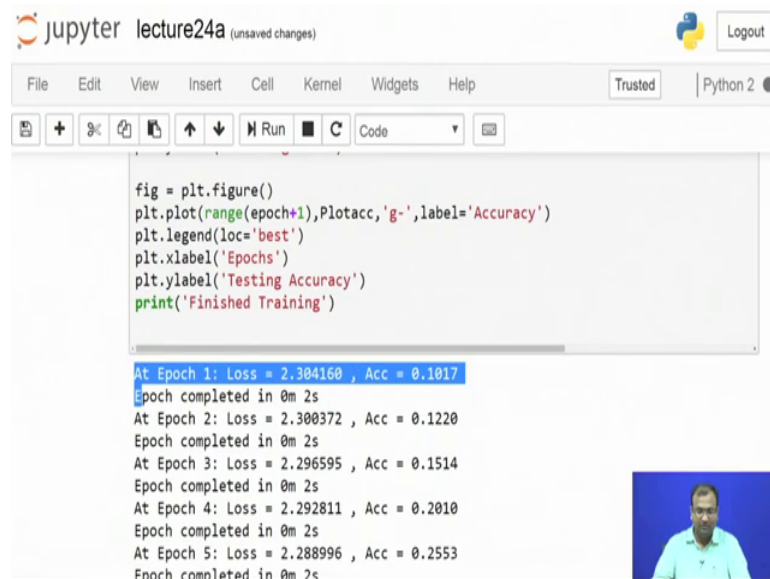 jupyter lecture24a (unsaved changes)
Logout
File Edit View Insert Cell Kernel Widgets Help
Trusted Python 2
Run Code
fig = plt.figure()
plt.plot(range(epoch+1),Plotacc,'g-',label='Accuracy')
plt.legend(loc='best')
plt.xlabel('Epochs')
plt.ylabel('Testing Accuracy')
print('Finished Training')
At Epoch 1: Loss = 2.304160 , Acc = 0.1017
Epoch completed in 0m 2s
At Epoch 2: Loss = 2.300372 , Acc = 0.1220
Epoch completed in 0m 2s
At Epoch 3: Loss = 2.296595 , Acc = 0.1514
Epoch completed in 0m 2s
At Epoch 4: Loss = 2.292811 , Acc = 0.2010
Epoch completed in 0m 2s
At Epoch 5: Loss = 2.288996 , Acc = 0.2553
Epoch completed in 0m 2s